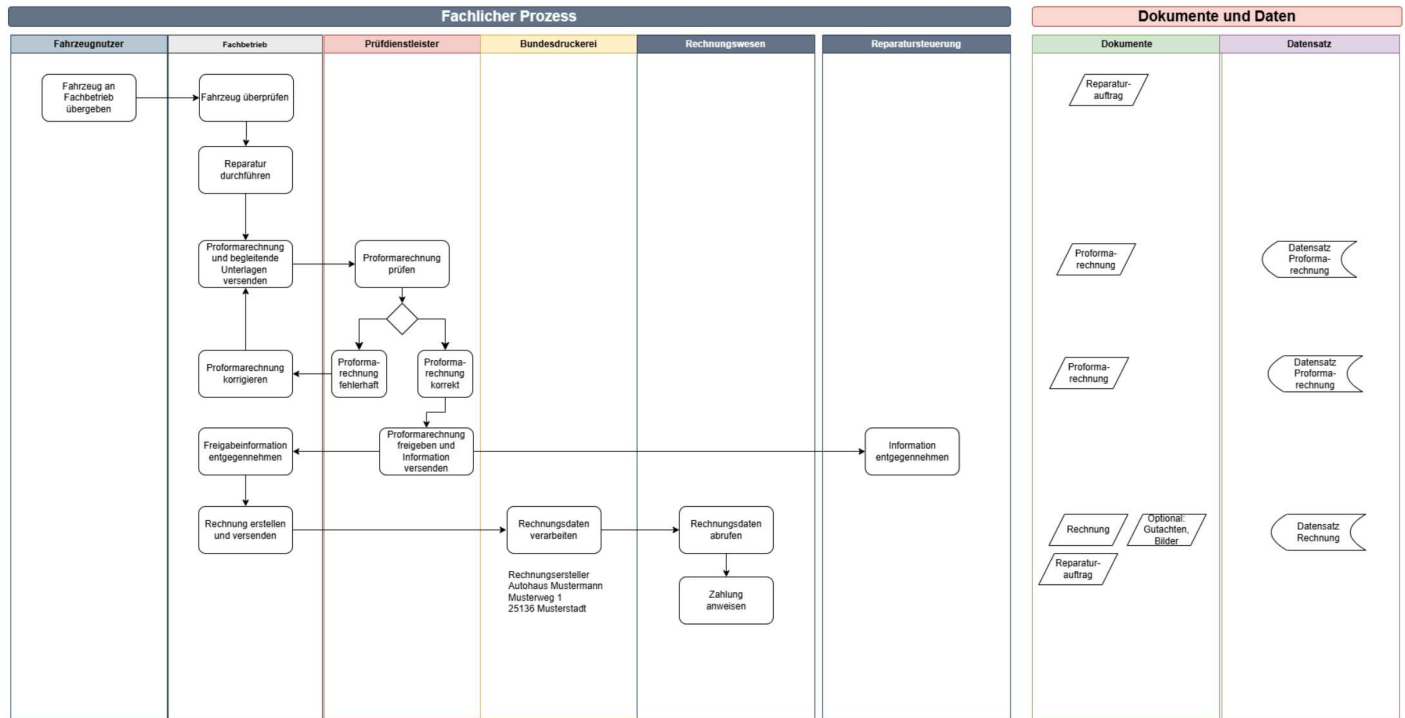 Fachlicher Prozess
Dokumente und Daten
Fahrzeugnutzer
Fachbetrieb
Prüfdienstleister
Bundesdruckerei
Rechnungswesen
Reparatursteuerung
Dokumente
Datensatz
Fahrzeug an
Fachbetrieb
übergeben
Fahrzeug überprüfen
Reparatur-
auftrag
Reparatur
durchführen
Proformarechnung
und begleitende
Unterlagen
versenden
Proformarechnung
prüfen
Proforma-
rechnung
Datensatz
Proforma-
rechnung
Proformarechnung
korrigieren
Proforma-
rechnung
fehlerhaft
Proforma-
rechnung
korrekt
Proforma-
rechnung
Datensatz
Proforma-
rechnung
Freigabeinformation
entgegennehmen
Proformarechnung
freigeben und
Information
versenden
Information
entgegennehmen
Rechnung erstellen
und versenden
Rechnungsdaten
verarbeiten
Rechnungsdaten
abrufen
Rechnung
Optional:
Gutachten,
Bilder
Datensatz
Rechnung
Rechnungsersteller
Autohaus Mustermann
Musterweg 1
25136 Musterstadt
Zahlung
anweisen
Reparatur-
auftrag